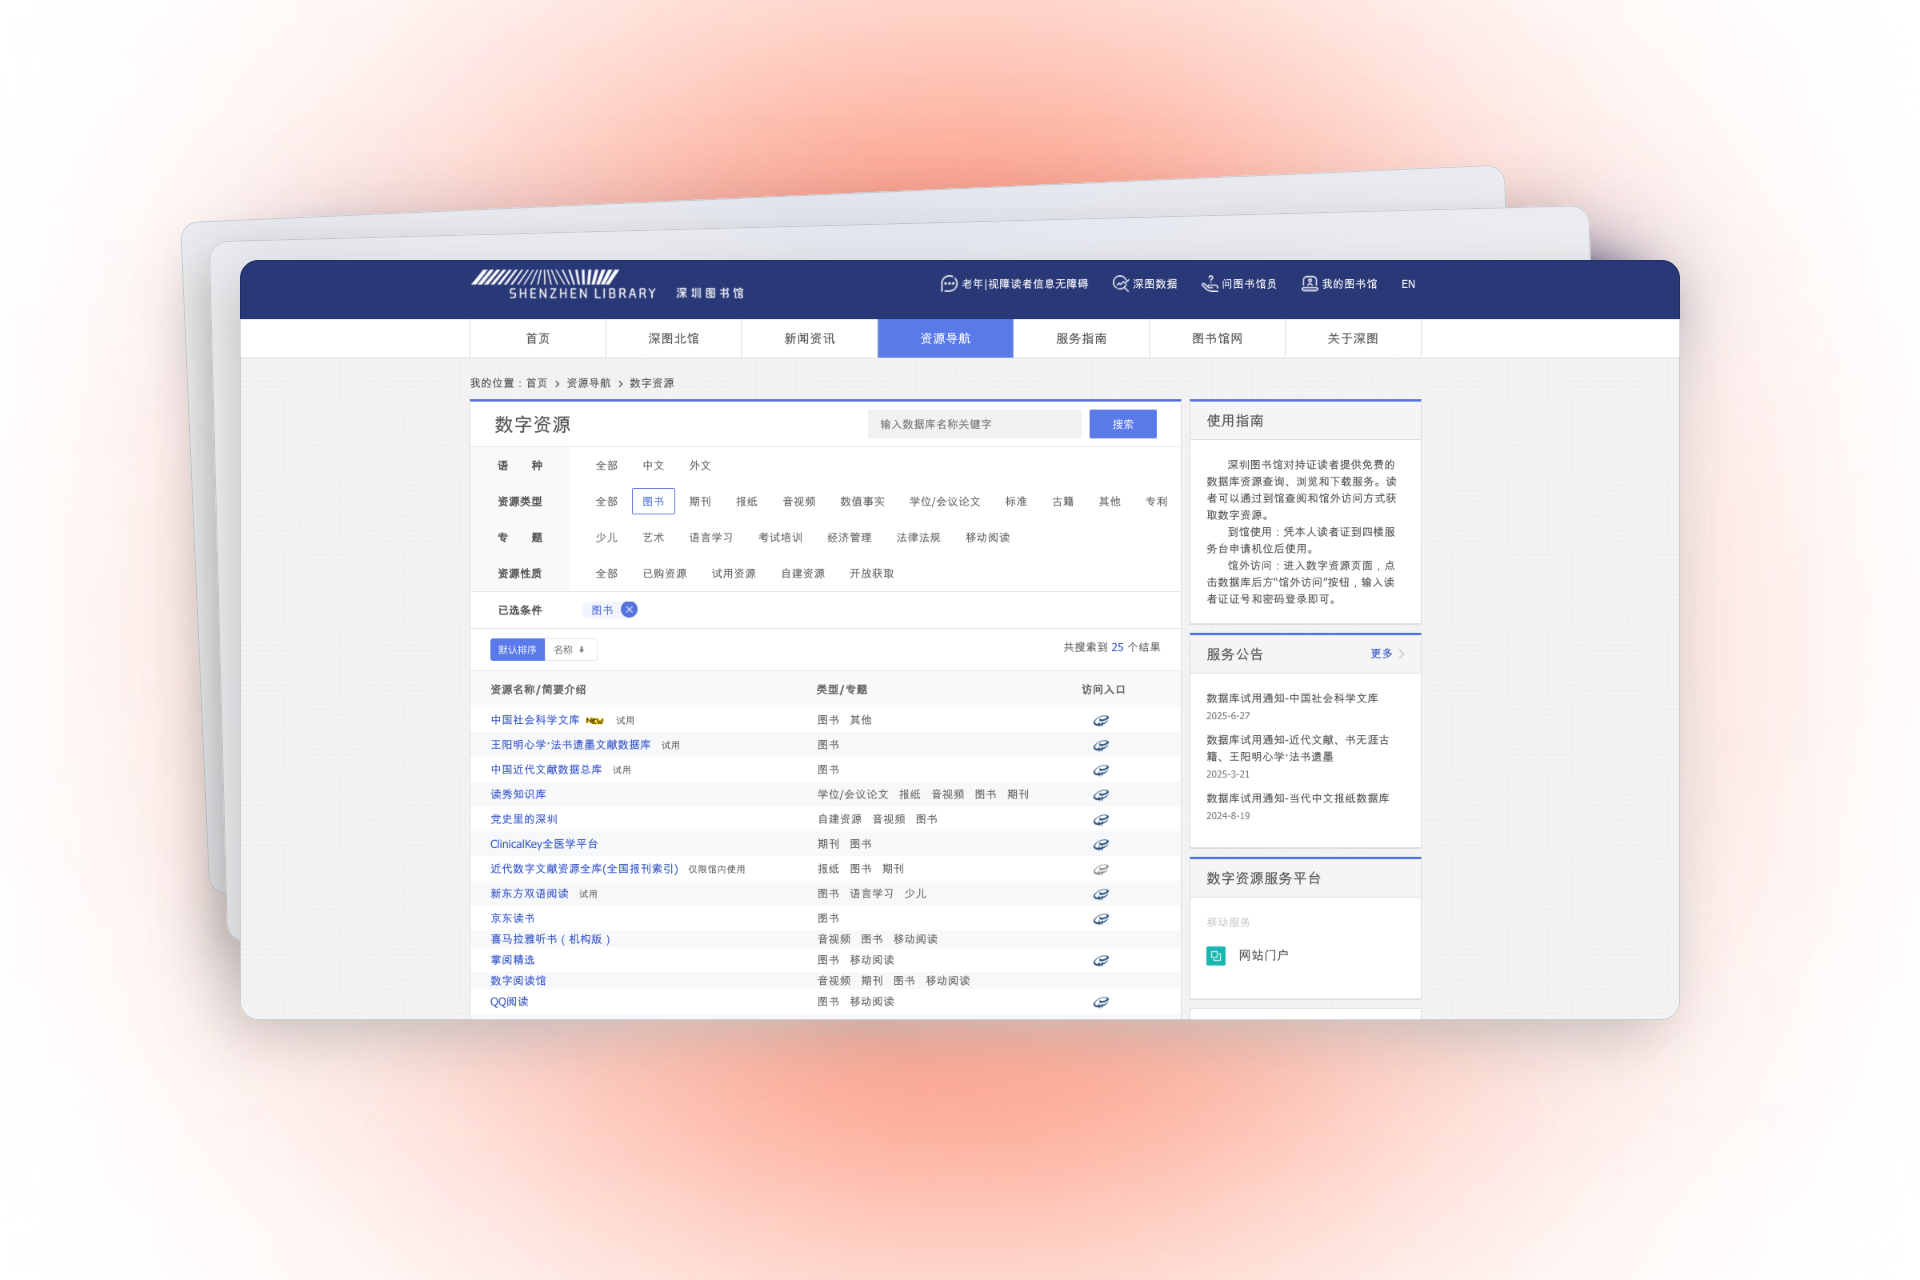 SHENZHEN LIBRARY 深圳图书馆
老年|视障读者信息无障碍 深图数据 问图书馆员 我的图书馆 EN
首页 深图北馆 新闻资讯 资源导航 服务指南 图书馆网 关于深图
我的位置：首页 > 资源导航 > 数字资源
数字资源 输入数据库名称关键字 搜索
语 种 全部 中文 外文
资源类型 全部 图书 期刊 报纸 音视频 数值事实 学位/会议论文 标准 古籍 其他 专利
专 题 少儿 艺术 语言学习 考试培训 经济管理 法律法规 移动阅读
资源性质 全部 已购资源 试用资源 自建资源 开放获取
已选条件 图书
默认排序 名称 共搜索到 25 个结果
资源名称/简要介绍 类型/专题 访问入口
中国社会科学文库 NEW 试用 图书 其他
王阳明心学·法书遗墨文献数据库 试用 图书
中国近代文献数据总库 试用 图书
读秀知识库 学位/会议论文 报纸 音视频 图书 期刊
党史里的深圳 自建资源 音视频 图书
ClinicalKey全医学平台 期刊 图书
近代数字文献资源全库(全国报刊索引) 仅限馆内使用 报纸 图书 期刊
新东方双语阅读 试用 图书 语言学习 少儿
京东读书 图书
喜马拉雅听书（机构版） 音视频 图书 移动阅读
掌阅精选 图书 移动阅读
数字阅读馆 音视频 期刊 图书 移动阅读
QQ阅读 图书 移动阅读
使用指南
深圳图书馆对持证读者提供免费的
数据库资源查询、浏览和下载服务。读
者可以通过到馆查阅和馆外访问方式获
取数字资源。
到馆使用：凭本人读者证到四楼服
务台申请机位后使用。
馆外访问：进入数字资源页面，点
击数据库后方“馆外访问”按钮，输入读
者证证号和密码登录即可。
服务公告 更多
数据库试用通知-中国社会科学文库
2025-6-27
数据库试用通知-近代文献、书无涯古
籍、王阳明心学·法书遗墨
2025-3-21
数据库试用通知-当代中文报纸数据库
2024-8-19
数字资源服务平台
移动服务
网站门户